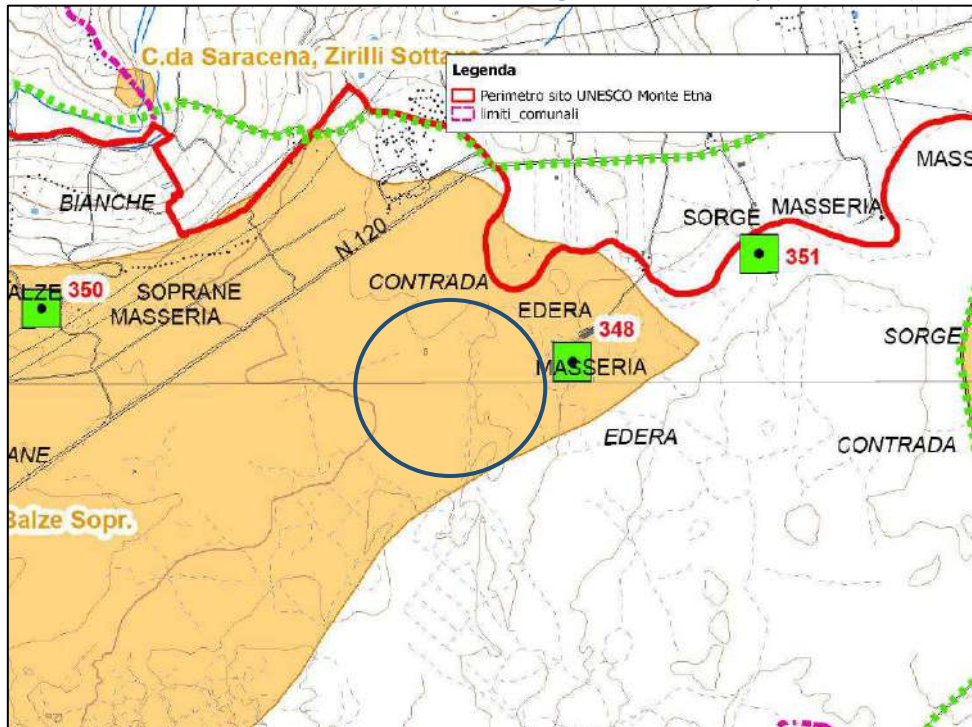 C.da Saracena, Zirilli Sottana
Legenda
Perimetro sito UNESCO Monte Etna
limiti_comunali
MASS
BIANCHE
SORGE MASSERIA
N 120
351
CONTRADA
ALZE 350 SOPRANE
MASSERIA
EDERA
348
SORGE
MASSERIA
EDERA
CONTRADA
ANE
Balze Sopr.